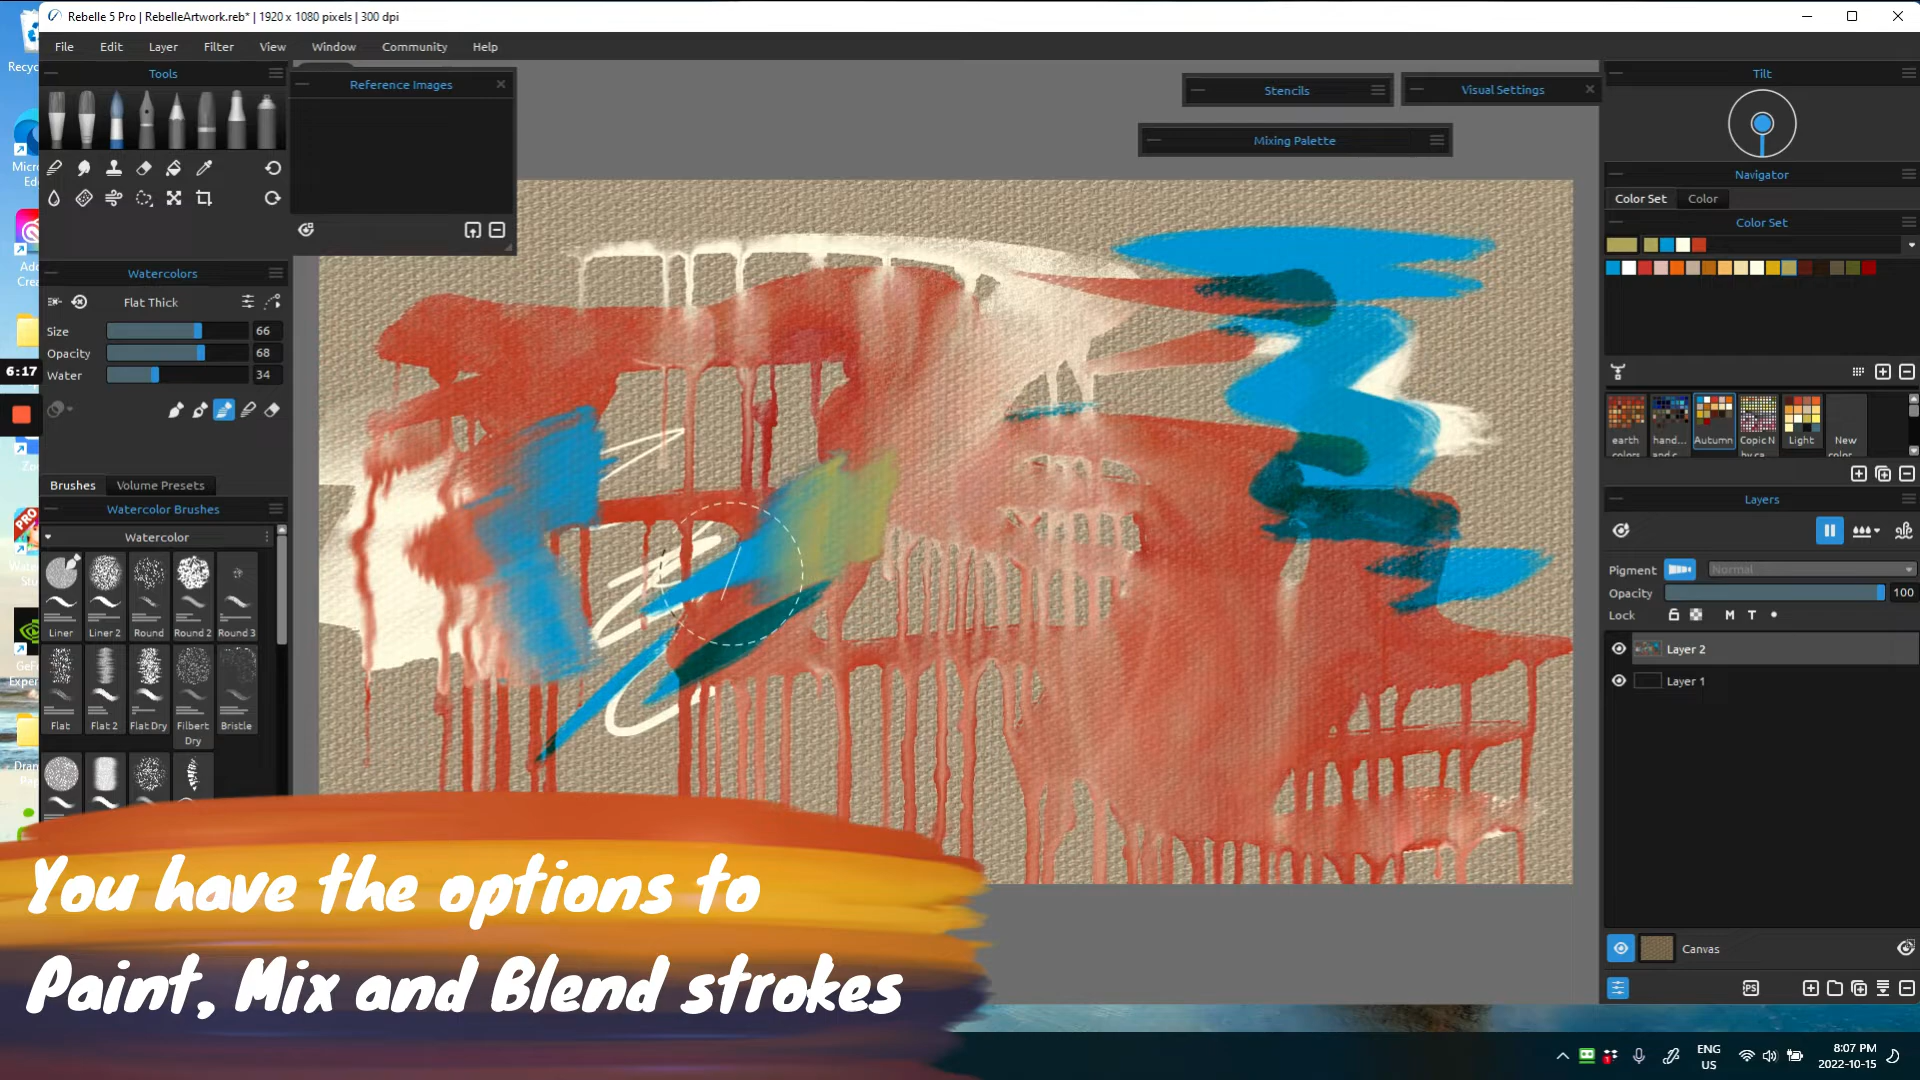 Rebelle 5 Pro | RebelleArtwork.reb* | 1920 x 1080 pixels | 300 dpi
File Edit Layer Filter View Window Community Help
Tools
Reference Images
Stencils
Visual Settings
Mixing Palette
Tilt
Navigator
Color Set Color
Color Set
Watercolors
Flat Thick
Size 66
Opacity 68
Water 34
6:17
Brushes Volume Presets
Watercolor Brushes
Watercolor
Liner Liner 2 Round Round 2 Round 3
Flat Flat 2 Flat Dry Filbert Dry Bristle
earth colors hand... Autumn Copic N Light New
Layers
Pigment Normal
Opacity 100
Lock M T
Layer 2
Layer 1
Canvas
PS
You have the options to
Paint, Mix and Blend strokes
ENG
US
8:07 PM
2022-10-15